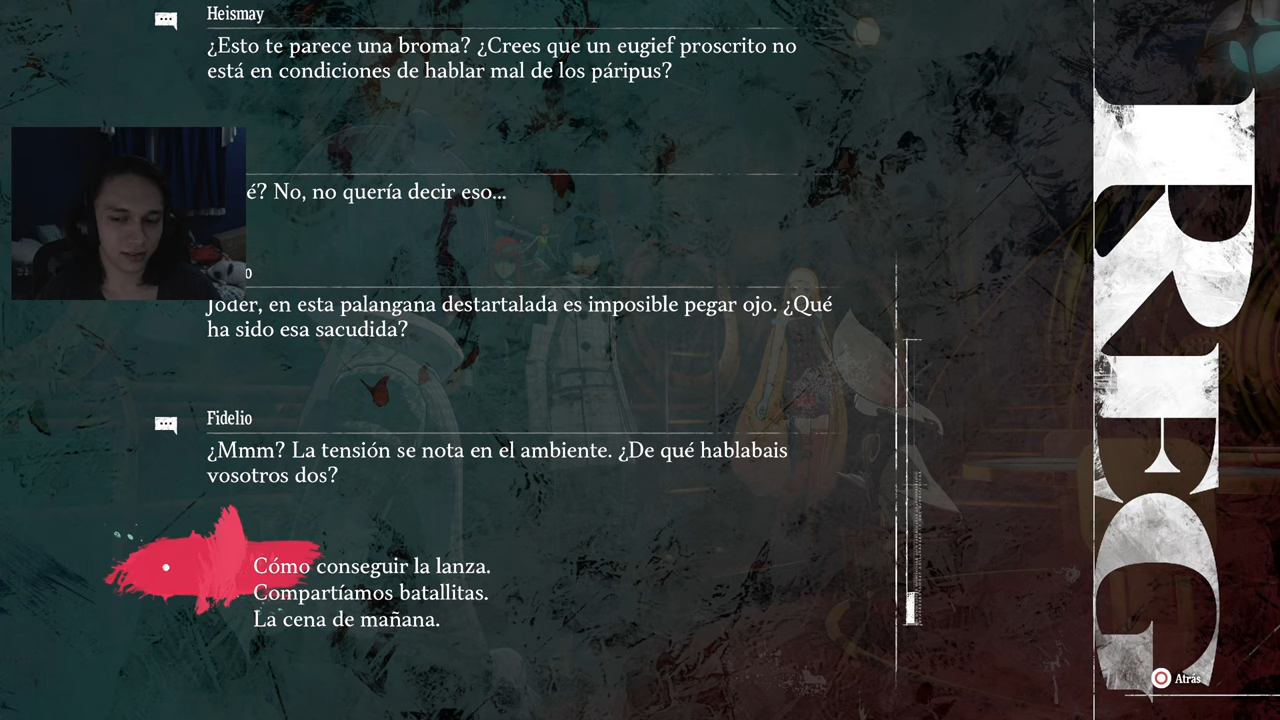 Heismay
¿Esto te parece una broma? ¿Crees que un eugief proscrito no
está en condiciones de hablar mal de los páripus?
é? No, no quería decir eso...
o
Joder, en esta palangana destartalada es imposible pegar ojo. ¿Qué
ha sido esa sacudida?
Fidelio
¿Mmm? La tensión se nota en el ambiente. ¿De qué hablabais
vosotros dos?
Cómo conseguir la lanza.
Compartíamos batallitas.
La cena de mañana.
Atrás